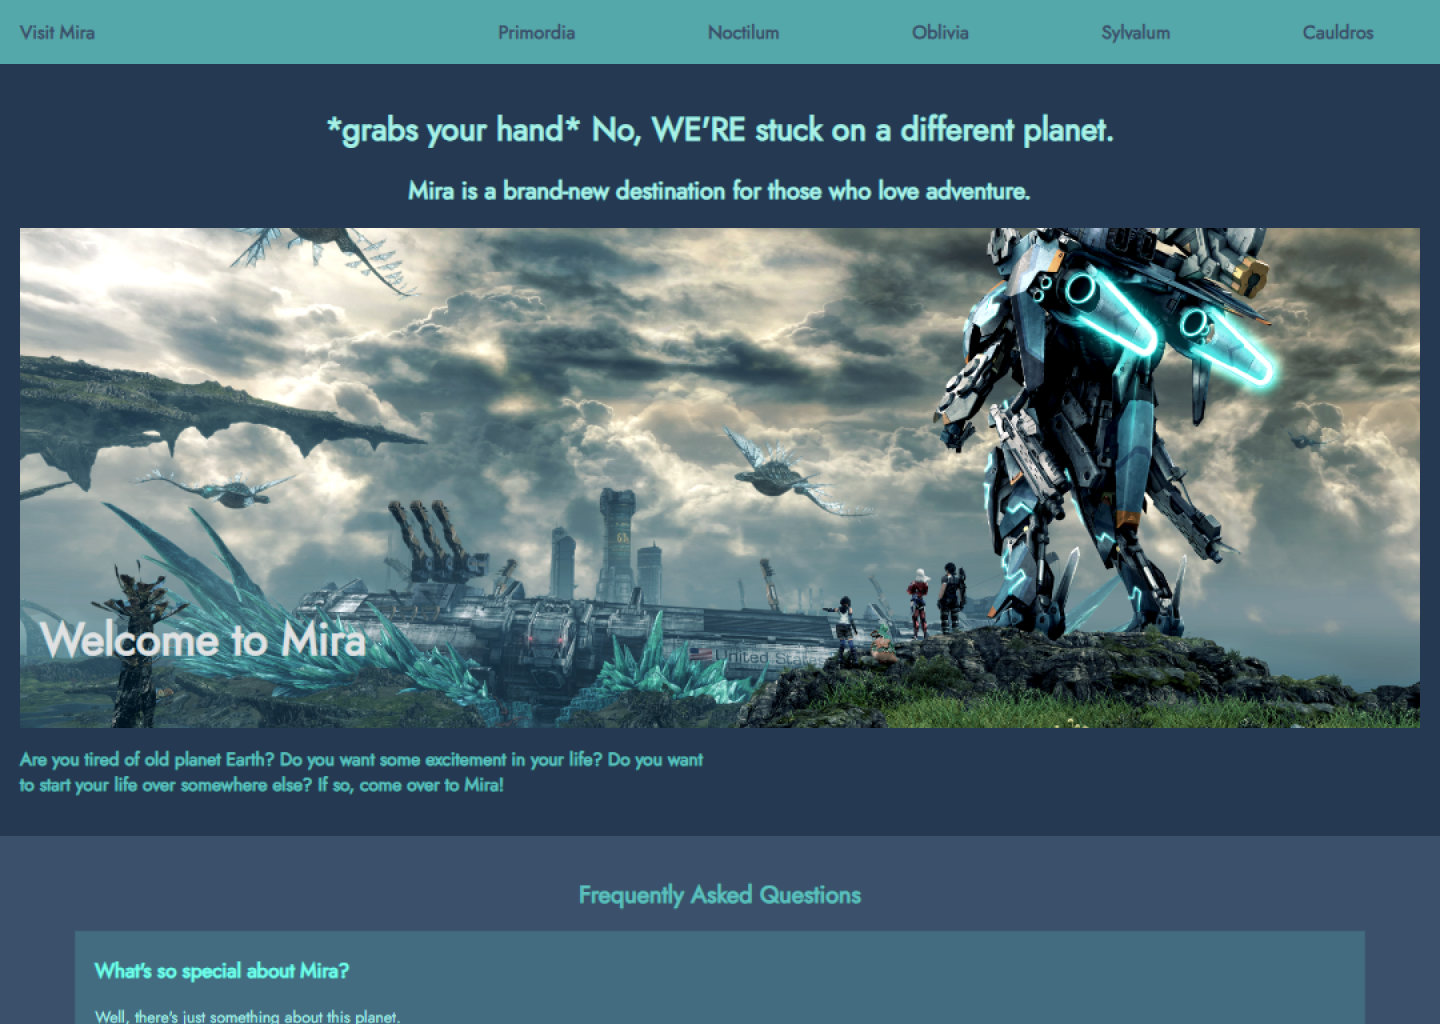 Visit Mira
Primordia
Noctilum
Oblivia
Sylvalum
Cauldros
*grabs your hand* No, WE'RE stuck on a different planet.
Mira is a brand-new destination for those who love adventure.
United States
Welcome to Mira
Are you tired of old planet Earth? Do you want some excitement in your life? Do you want
to start your life over somewhere else? If so, come over to Mira!
Frequently Asked Questions
What's so special about Mira?
Well, there's just something about this planet.